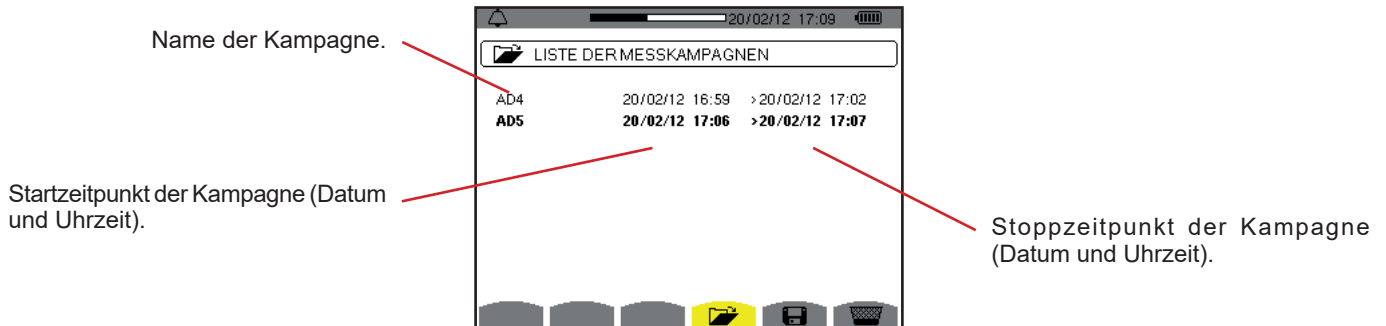 20/02/12 17:09
Name der Kampagne.
LISTE DER MESSKAMPAGNEN
AD4 20/02/12 16:59 >20/02/12 17:02
AD5 20/02/12 17:06 >20/02/12 17:07
Startzeitpunkt der Kampagne (Datum
und Uhrzeit).
Stoppzeitpunkt der Kampagne
(Datum und Uhrzeit).